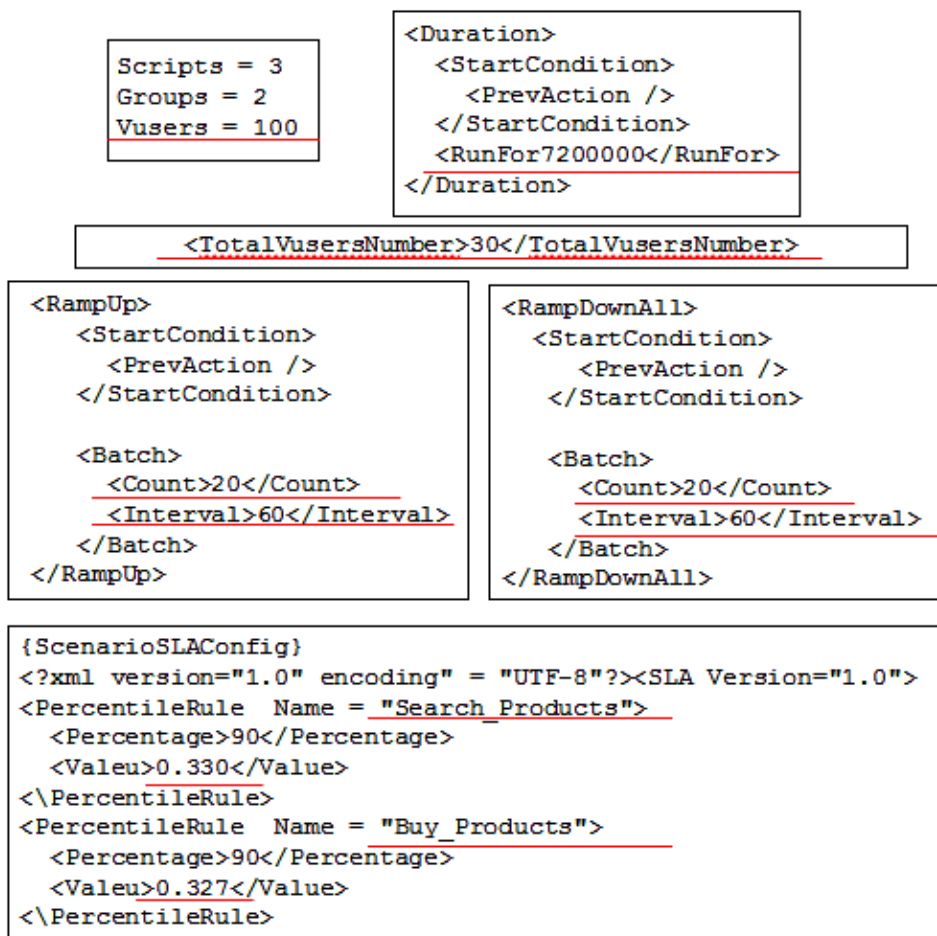 Scripts = 3
Groups = 2
Vusers = 100
<Duration>
<StartCondition>
<PrevAction />
</StartCondition>
<RunFor7200000</RunFor>
</Duration>
<TotalVusersNumber>30</TotalVusersNumber>
<RampUp>
<StartCondition>
<PrevAction />
</StartCondition>
<Batch>
<Count>20</Count>
<Interval>60</Interval>
</Batch>
</RampUp>
<RampDownAll>
<StartCondition>
<PrevAction />
</StartCondition>
<Batch>
<Count>20</Count>
<Interval>60</Interval>
</Batch>
</RampDownAll>
{ScenarioSLAConfig}
<?xml version="1.0" encoding" = "UTF-8"?><SLA Version="1.0">
<PercentileRule  Name = "Search_Products">
<Percentage>90</Percentage>
<Valeu>0.330</Value>
<\PercentileRule>
<PercentileRule  Name = "Buy_Products">
<Percentage>90</Percentage>
<Valeu>0.327</Value>
<\PercentileRule>